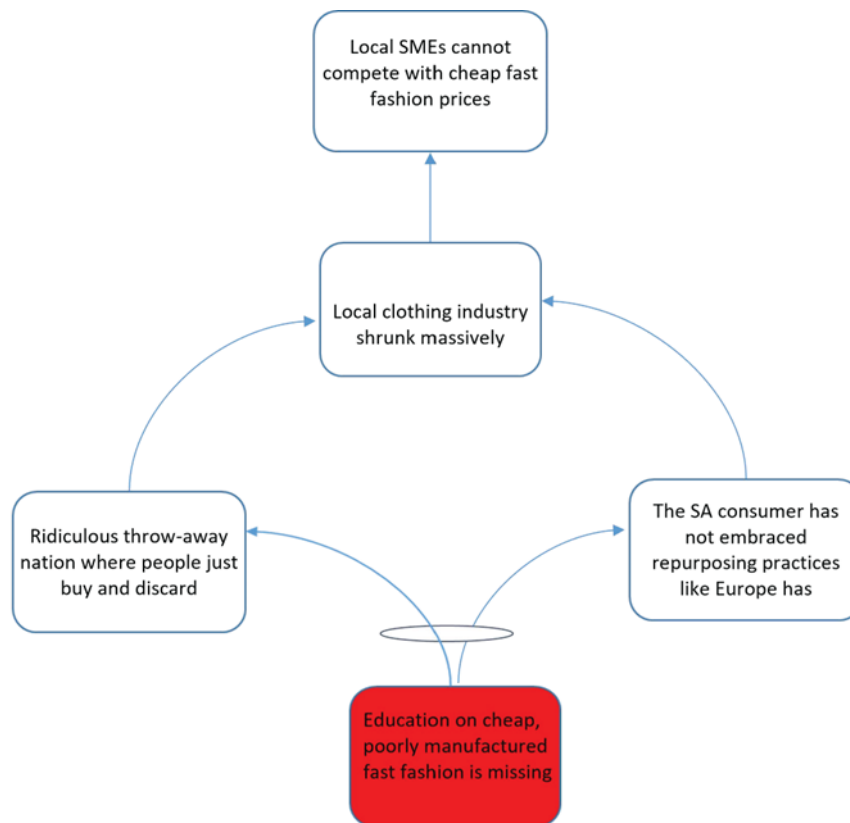 Local SMEs cannot
compete with cheap fast
fashion prices
Local clothing industry
shrunk massively
Ridiculous throw-away
nation where people just
buy and discard
The SA consumer has
not embraced
repurposing practices
like Europe has
Education on cheap,
poorly manufactured
fast fashion is missing